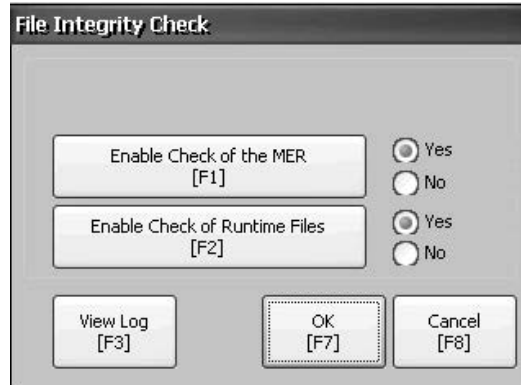 File Integrity Check
Enable Check of the MER
[F1]
Yes
No
Enable Check of Runtime Files
[F2]
Yes
No
View Log
[F3]
OK
[F7]
Cancel
[F8]